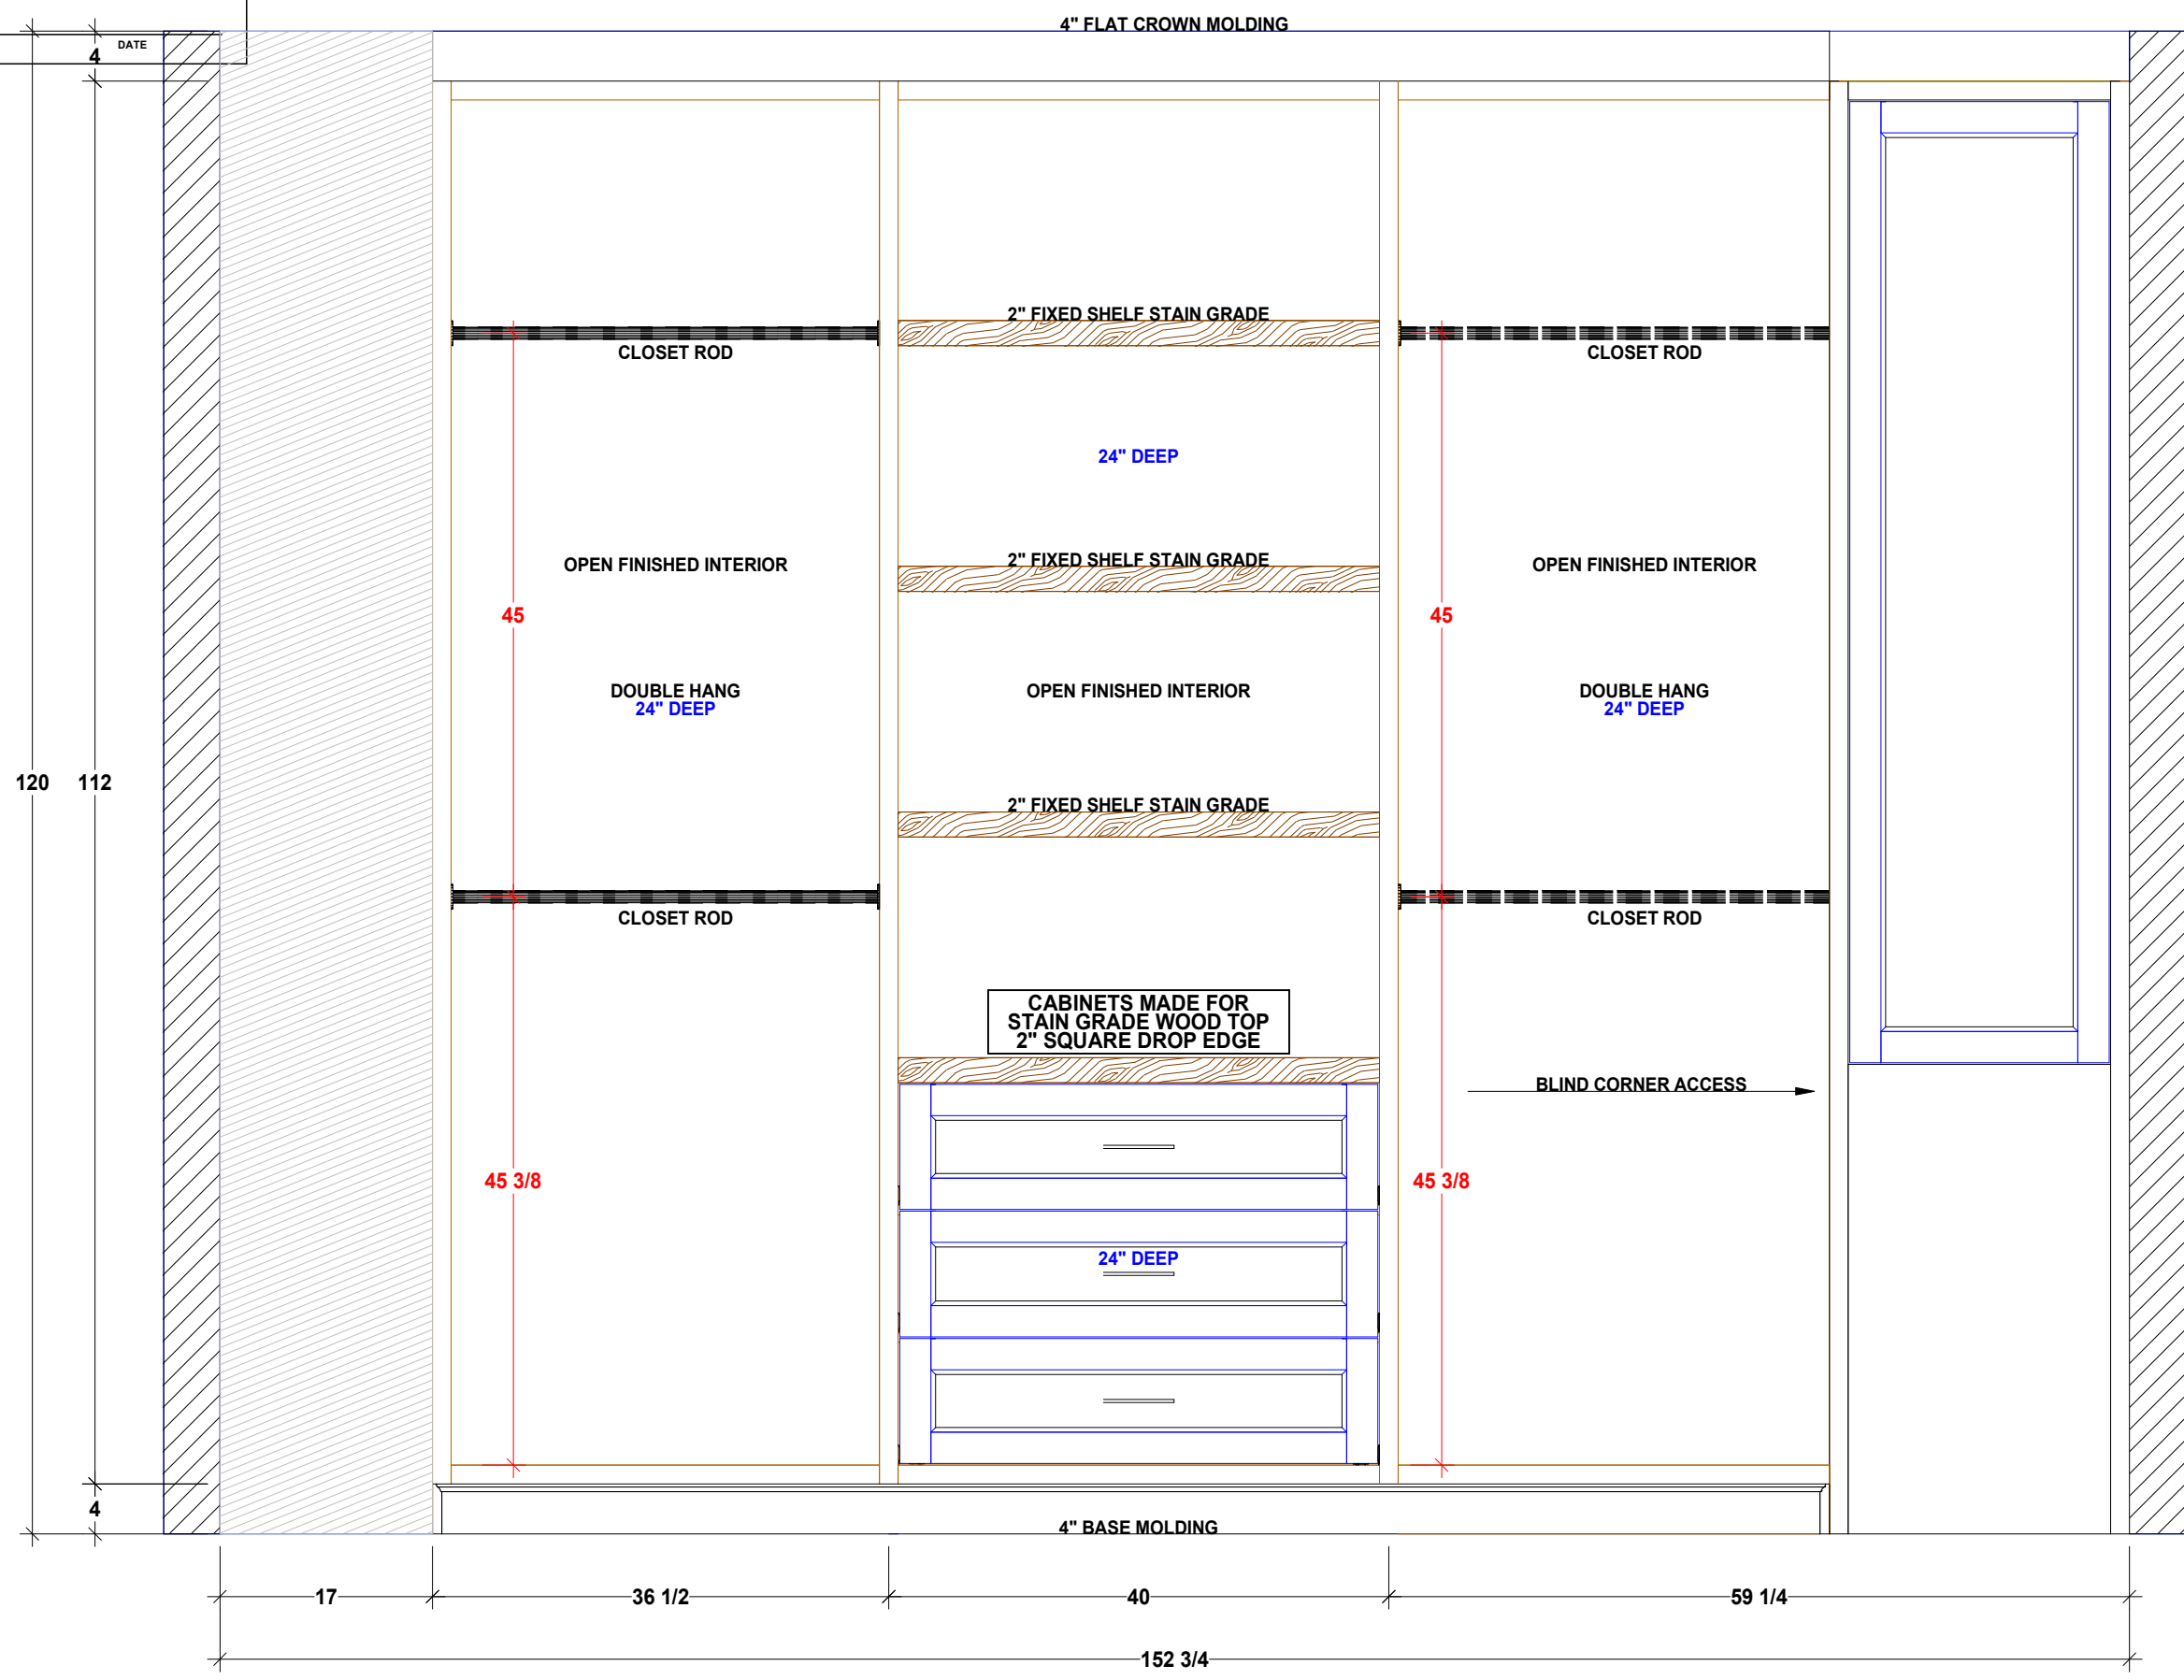 4" FLAT CROWN MOLDING
DATE
4
2" FIXED SHELF STAIN GRADE
CLOSET ROD
CLOSET ROD
24" DEEP
OPEN FINISHED INTERIOR
2" FIXED SHELF STAIN GRADE
OPEN FINISHED INTERIOR
45
45
DOUBLE HANG
24" DEEP
OPEN FINISHED INTERIOR
DOUBLE HANG
24" DEEP
120
112
2" FIXED SHELF STAIN GRADE
CLOSET ROD
CLOSET ROD
CABINETS MADE FOR
STAIN GRADE WOOD TOP
2" SQUARE DROP EDGE
BLIND CORNER ACCESS
45 3/8
45 3/8
24" DEEP
4
4" BASE MOLDING
17
36 1/2
40
59 1/4
152 3/4